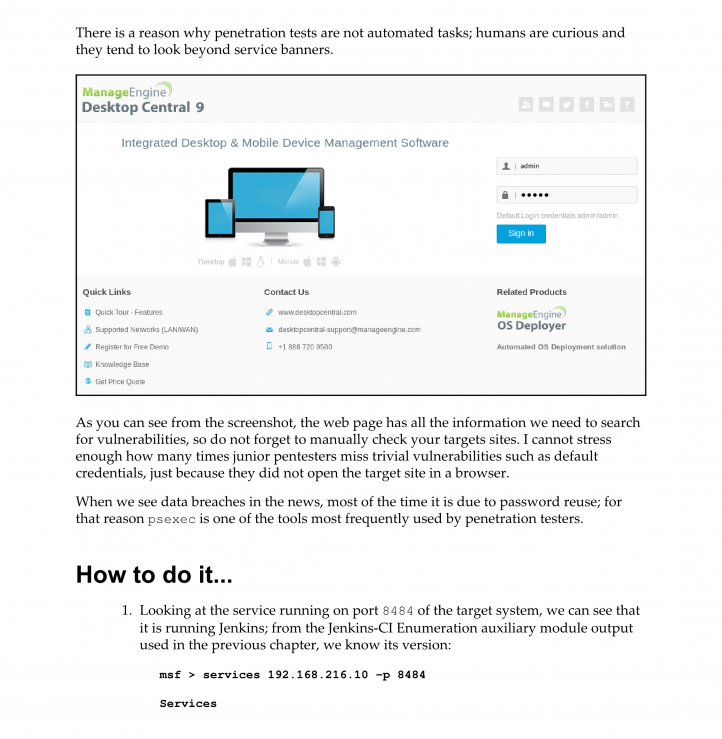 There is a reason why penetration tests are not automated tasks; humans are curious and
they tend to look beyond service banners.
ManageEngine
Desktop Central 9
Integrated Desktop & Mobile Device Management Software
admin
Default Login credentials admin/admin
Sign in
Desktop | Mobile
Quick Links
Contact Us
Related Products
Quick Tour - Features
www.desktopcentral.com
ManageEngine
OS Deployer
Supported Networks (LAN/WAN)
desktopcentral-support@manageengine.com
Register for Free Demo
+1 888 720 9500
Automated OS Deployment solution
Knowledge Base
Get Price Quote
As you can see from the screenshot, the web page has all the information we need to search
for vulnerabilities, so do not forget to manually check your targets sites. I cannot stress
enough how many times junior pentesters miss trivial vulnerabilities such as default
credentials, just because they did not open the target site in a browser.
When we see data breaches in the news, most of the time it is due to password reuse; for
that reason psexec is one of the tools most frequently used by penetration testers.
How to do it...
1. Looking at the service running on port 8484 of the target system, we can see that
it is running Jenkins; from the Jenkins-CI Enumeration auxiliary module output
used in the previous chapter, we know its version:
msf > services 192.168.216.10 -p 8484
Services